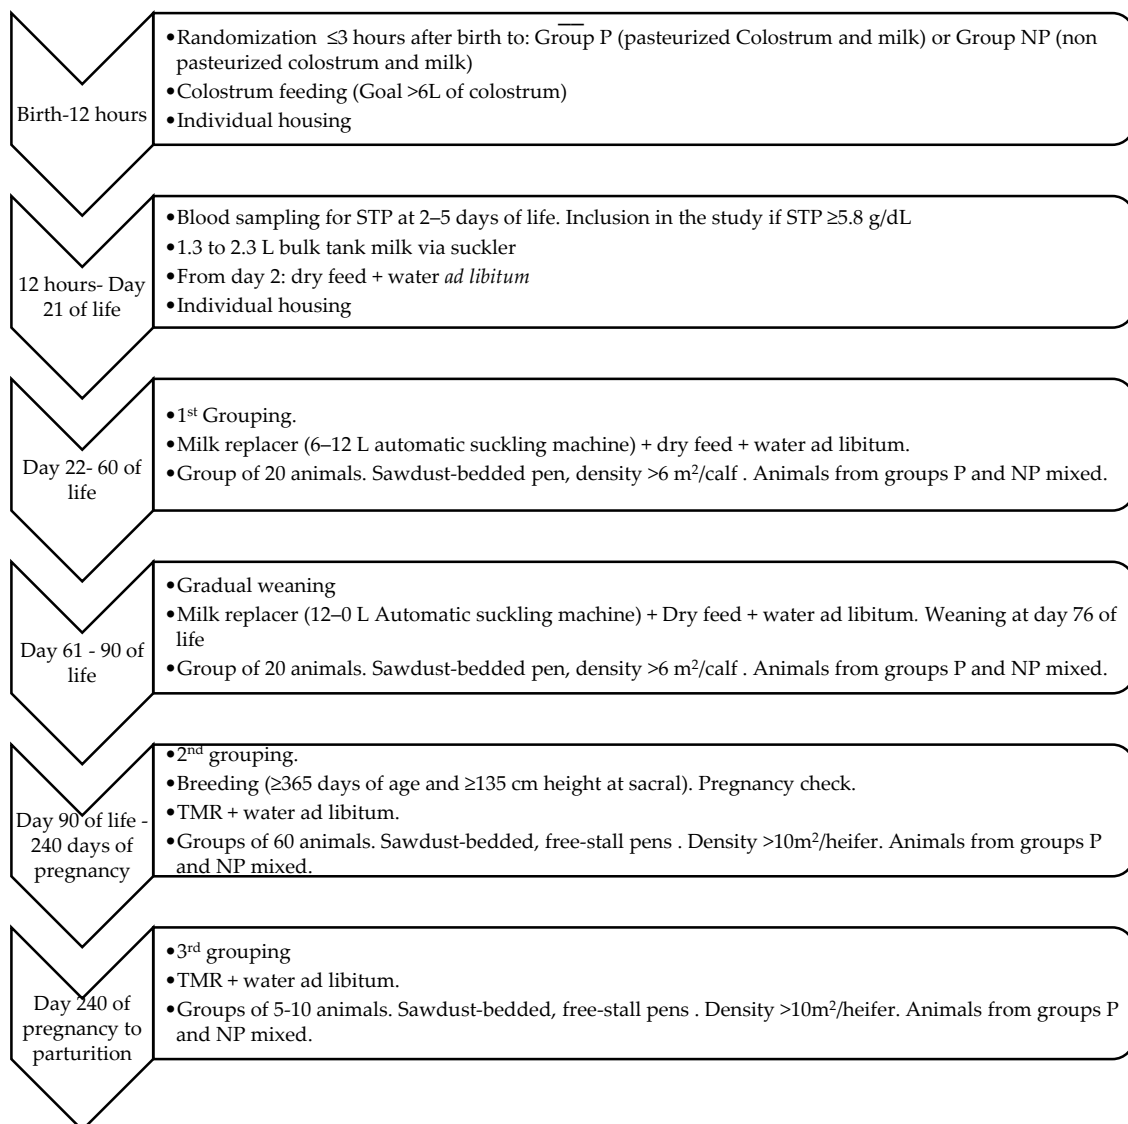 •Randomization ≤3 hours after birth to: Group P (pasteurized Colostrum and milk) or Group NP (non
pasteurized colostrum and milk)
•Colostrum feeding (Goal >6L of colostrum)
Birth-12 hours
•Individual housing
•Blood sampling for STP at 2–5 days of life. Inclusion in the study if STP ≥5.8 g/dL
•1.3 to 2.3 L bulk tank milk via suckler
•From day 2: dry feed + water ad libitum
•Individual housing
12 hours- Day
21 of life
•1st Grouping.
•Milk replacer (6–12 L automatic suckling machine) + dry feed + water ad libitum.
•Group of 20 animals. Sawdust-bedded pen, density >6 m²/calf . Animals from groups P and NP mixed.
Day 22- 60 of
life
•Gradual weaning
•Milk replacer (12–0 L Automatic suckling machine) + Dry feed + water ad libitum. Weaning at day 76 of
life
•Group of 20 animals. Sawdust-bedded pen, density >6 m²/calf . Animals from groups P and NP mixed.
Day 61 - 90 of
life
•2nd grouping.
•Breeding (≥365 days of age and ≥135 cm height at sacral). Pregnancy check.
•TMR + water ad libitum.
•Groups of 60 animals. Sawdust-bedded, free-stall pens . Density >10m²/heifer. Animals from groups P
and NP mixed.
Day 90 of life -
240 days of
pregnancy
•3rd grouping
•TMR + water ad libitum.
•Groups of 5-10 animals. Sawdust-bedded, free-stall pens . Density >10m²/heifer. Animals from groups P
and NP mixed.
Day 240 of
pregnancy to
parturition